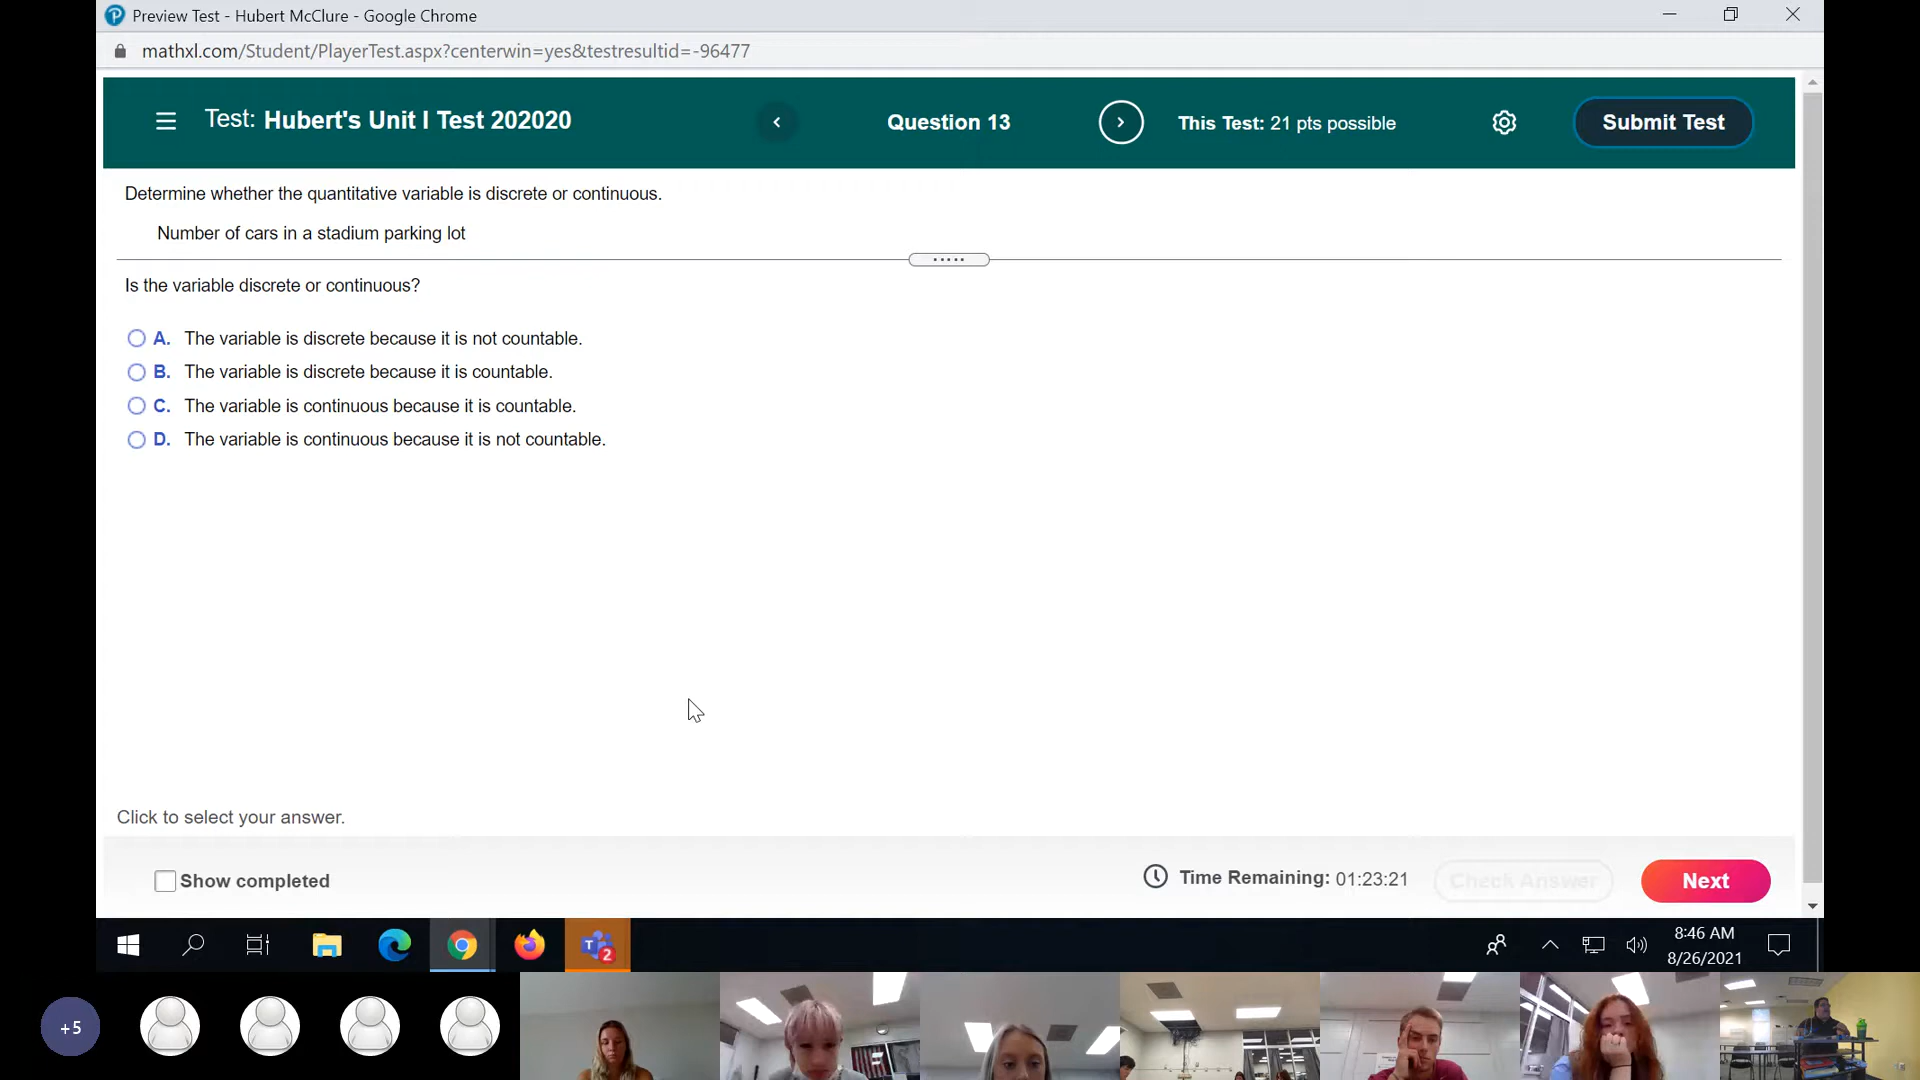 Preview Test - Hubert McClure - Google Chrome
mathxl.com/Student/PlayerTest.aspx?centerwin=yes&testresultid=-96477
Test: Hubert's Unit I Test 202020
Question 13
This Test: 21 pts possible
Submit Test
Determine whether the quantitative variable is discrete or continuous.
Number of cars in a stadium parking lot
Is the variable discrete or continuous?
A. The variable is discrete because it is not countable.
B. The variable is discrete because it is countable.
C. The variable is continuous because it is countable.
D. The variable is continuous because it is not countable.
Click to select your answer.
Show completed
Time Remaining: 01:23:21
Check Answer
Next
T
2
8:46 AM
8/26/2021
+5